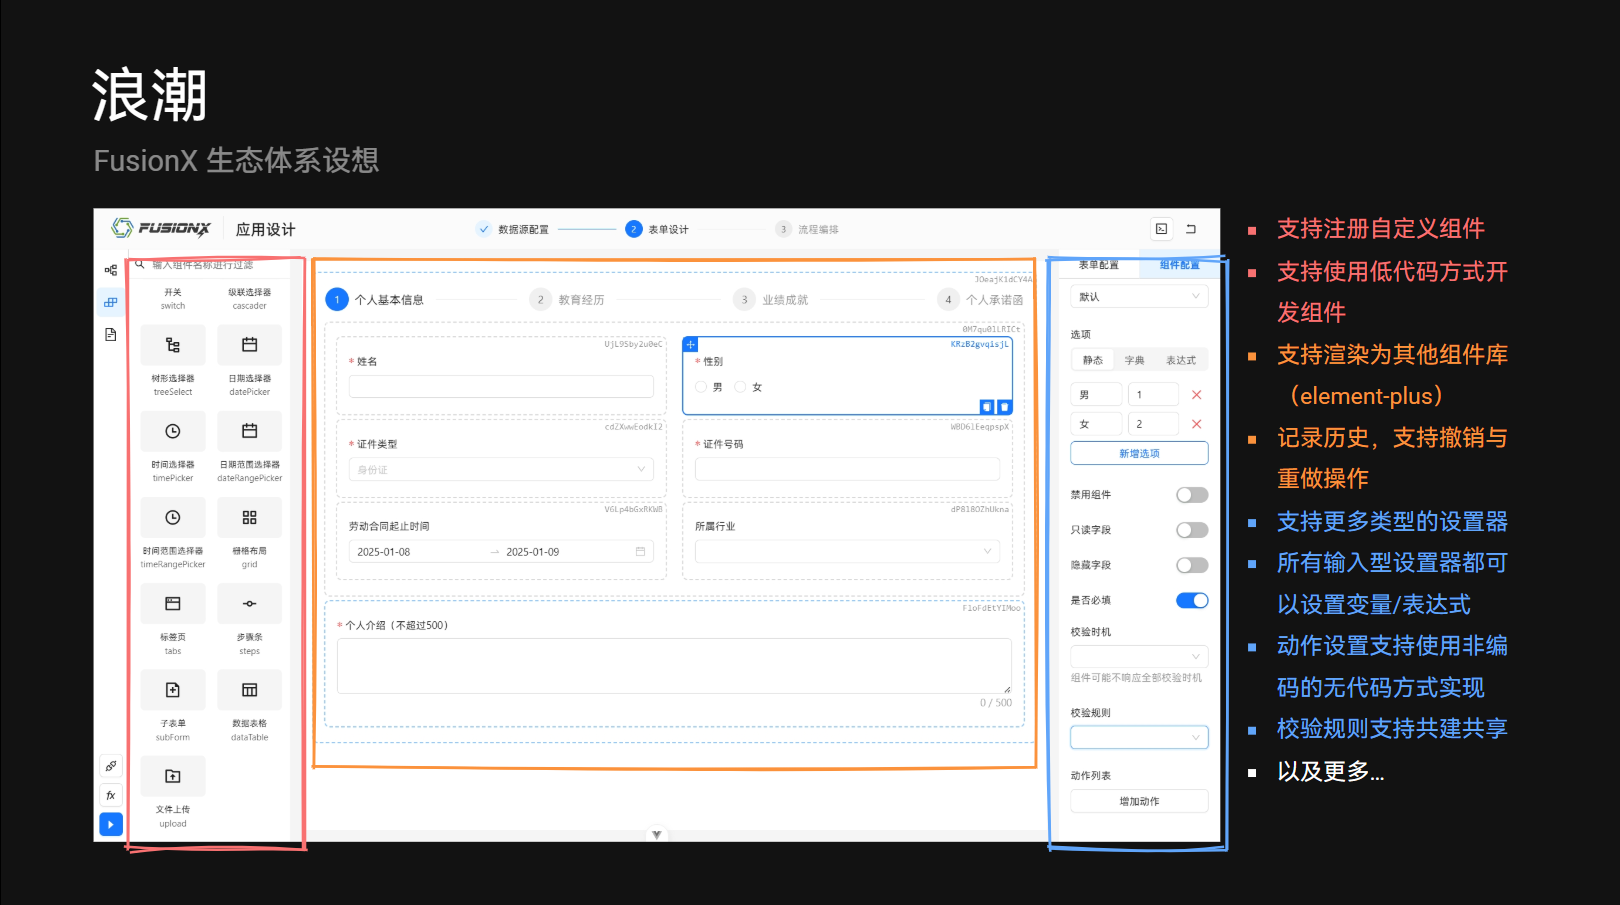 浪潮
FusionX 生态体系设想
FUSIONX
应用设计
数据源配置
2 表单设计
3 流程编排
输入组件名称进行过滤
开关
switch
级联选择器
cascader
树形选择器
treeSelect
日期选择器
datePicker
时间选择器
timePicker
日期范围选择器
dateRangePicker
时间范围选择器
timeRangePicker
栅格布局
grid
标签页
tabs
步骤条
steps
子表单
subForm
数据表格
dataTable
文件上传
upload
fx
JOeajK1dCY4A
1 个人基本信息
2 教育经历
3 业绩成就
4 个人承诺函
0M7qu01LRICt
UjL95by2u0eC
* 姓名
KRzB2gvqisjL
* 性别
男
女
cdZXwwEodkI2
* 证件类型
身份证
WBD61EeqpspX
* 证件号码
V6Lp4bGxRKWB
劳动合同起止时间
2025-01-08 → 2025-01-09
dP818OZhUkna
所属行业
F1oFdEtYIMoo
* 个人介绍（不超过500）
0 / 500
表单配置
组件配置
默认
选项
静态 字典 表达式
男 1
女 2
新增选项
禁用组件
只读字段
隐藏字段
是否必填
校验时机
组件可能不响应全部校验时机
校验规则
动作列表
增加动作
支持注册自定义组件
支持使用低代码方式开
发组件
支持渲染为其他组件库
（element-plus）
记录历史，支持撤销与
重做操作
支持更多类型的设置器
所有输入型设置器都可
以设置变量/表达式
动作设置支持使用非编
码的无代码方式实现
校验规则支持共建共享
以及更多...